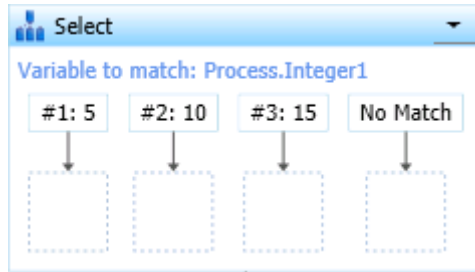 Select
Variable to match: Process.Integer1
#1: 5 #2: 10 #3: 15 No Match